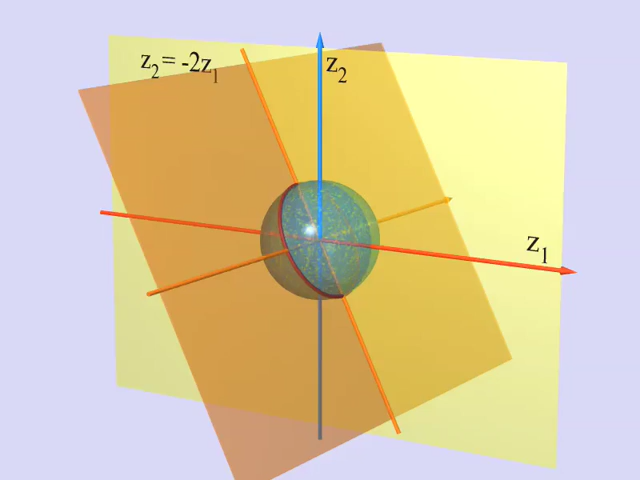 z₂ = -2z₁
z₂
z₁